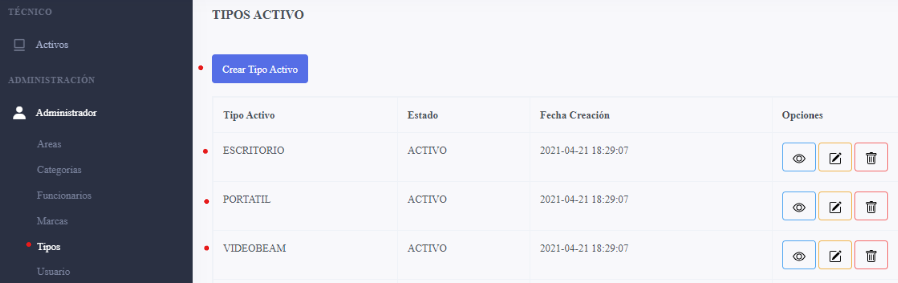 TÉCNICO
Activos
ADMINISTRACIÓN
Administrador
Areas
Categorias
Funcionarios
Marcas
Tipos
Usuario
TIPOS ACTIVO
Crear Tipo Activo
Tipo Activo Estado Fecha Creación Opciones
ESCRITORIO ACTIVO 2021-04-21 18:29:07
PORTATIL ACTIVO 2021-04-21 18:29:07
VIDEOBEAM ACTIVO 2021-04-21 18:29:07